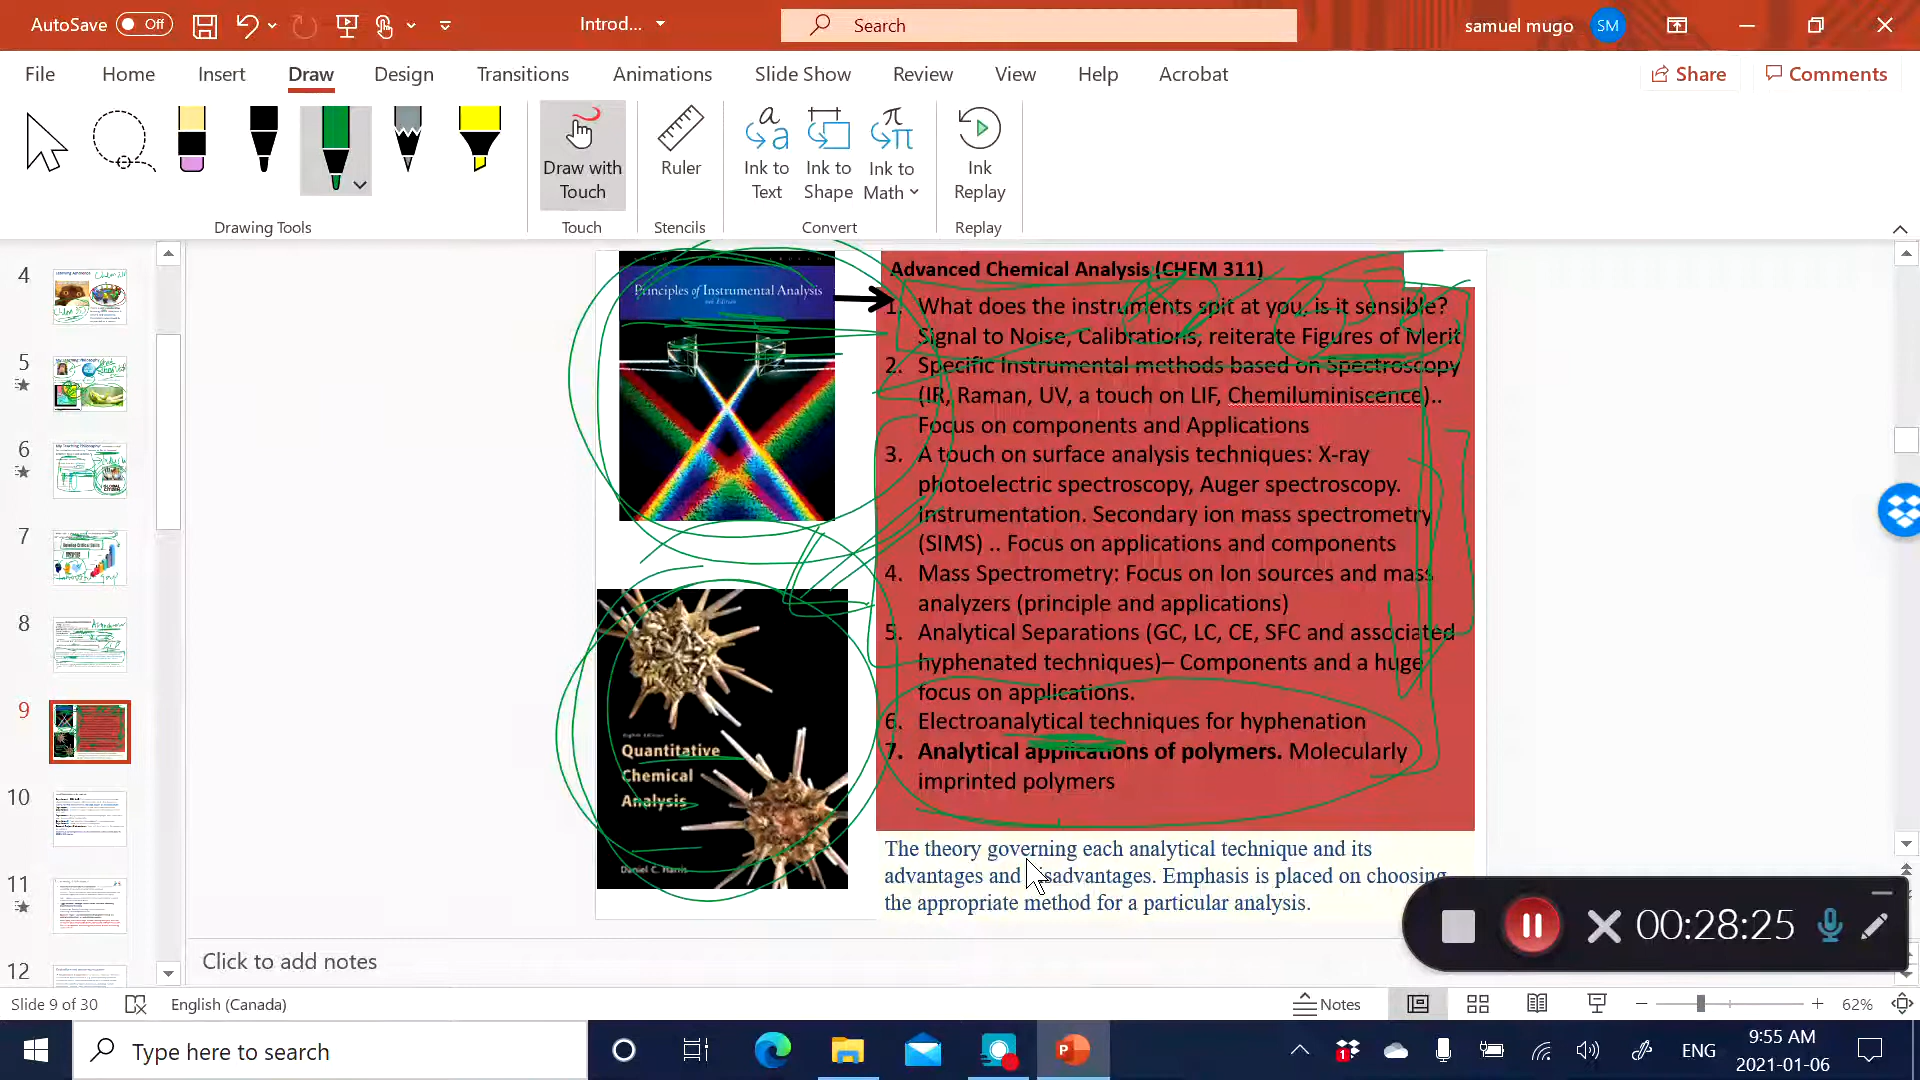 AutoSave Off Introd... Search samuel mugo SM
File Home Insert Draw Design Transitions Animations Slide Show Review View Help Acrobat Share Comments
Draw with Touch
Ruler
Ink to Text
Ink to Shape
Ink to Math
Ink Replay
Drawing Tools Touch Stencils Convert Replay
4
5
6
7
8
9
10
11
12
Principles of Instrumental Analysis
Quantitative
Chemical
Analysis
Daniel C. Harris
Advanced Chemical Analysis (CHEM 311)
1. What does the instruments spit at you, is it sensible?
Signal to Noise, Calibrations, reiterate Figures of Merit
2. Specific Instrumental methods based on Spectroscopy
(IR, Raman, UV, a touch on LIF, Chemiluminiscence)..
Focus on components and Applications
3. A touch on surface analysis techniques: X-ray
photoelectric spectroscopy, Auger spectroscopy.
instrumentation. Secondary ion mass spectrometry
(SIMS) .. Focus on applications and components
4. Mass Spectrometry: Focus on Ion sources and mass
analyzers (principle and applications)
5. Analytical Separations (GC, LC, CE, SFC and associated
hyphenated techniques)– Components and a huge
focus on applications.
6. Electroanalytical techniques for hyphenation
7. Analytical applications of polymers. Molecularly
imprinted polymers
The theory governing each analytical technique and its
advantages and disadvantages. Emphasis is placed on choosing
the appropriate method for a particular analysis.
00:28:25
Click to add notes
Slide 9 of 30 English (Canada) Notes 62%
Type here to search
1
ENG
9:55 AM
2021-01-06